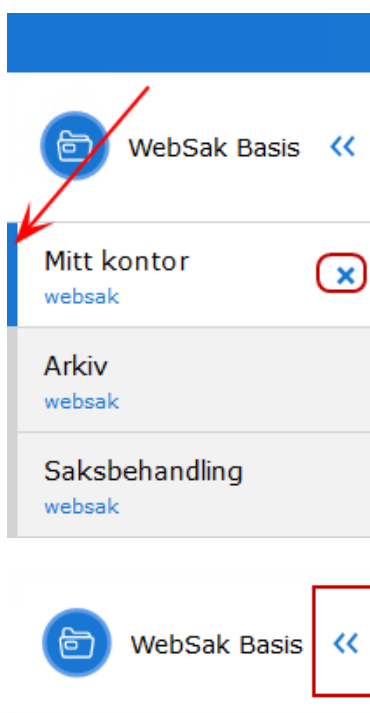 WebSak Basis
Mitt kontor
websak
Arkiv
websak
Saksbehandling
websak
WebSak Basis